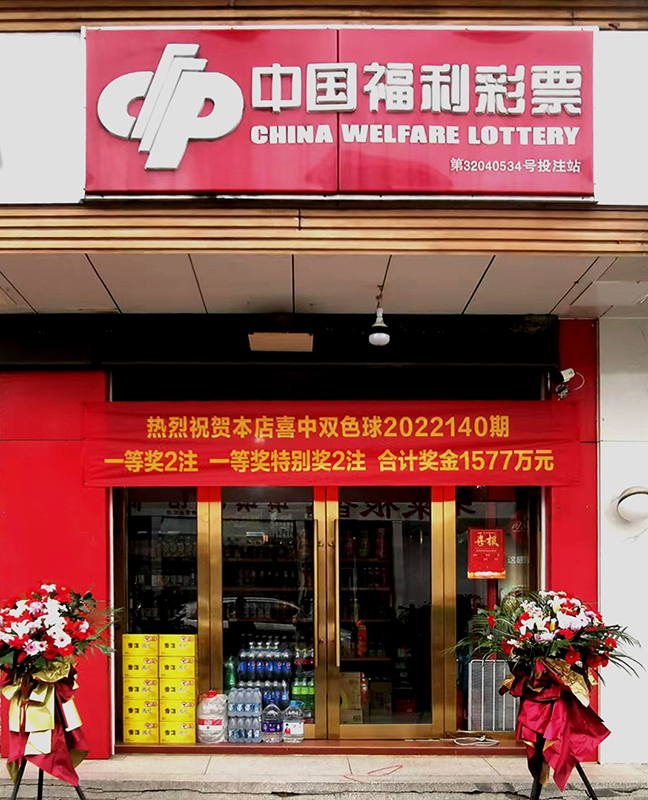 中国福利彩票
CHINA WELFARE LOTTERY
第32040534号投注站
热烈祝贺本店喜中双色球2022140期
一等奖2注 一等奖特别奖2注 合计奖金1577万元
喜报